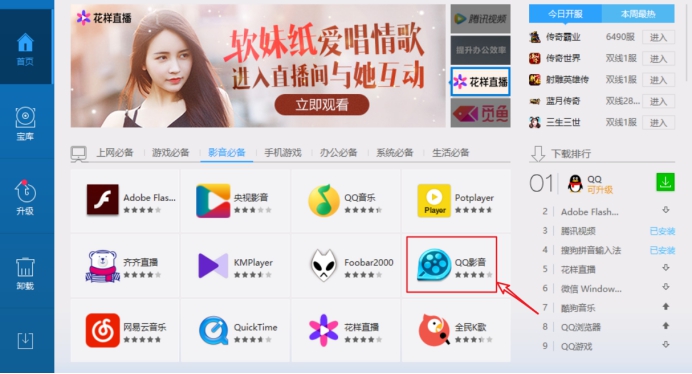 首页
宝库
升级
卸载
花样直播
软妹纸爱唱情歌
进入直播间与她互动
立即观看
腾讯视频
提升办公效率
花样直播
觅鱼
今日开服
本周最热
传奇霸业 6490服 进入
传奇世界 双线1服 进入
射雕英雄传 双线1服 进入
蓝月传奇 双线28... 进入
三生三世 双线1服 进入
上网必备 游戏必备 影音必备 手机游戏 办公必备 系统必备 生活必备
Adobe Flas...
央视影音
QQ音乐
Potplayer
Player
齐齐直播
KMPlayer
Foobar2000
QQ影音
网易云音乐
QuickTime
花样直播
全民K歌
下载排行
01 QQ
可升级
2 Adobe Flash...
3 腾讯视频 已安装
4 搜狗拼音输入法 已安装
5 花样直播
6 微信 Window...
7 酷狗音乐
8 QQ浏览器
9 QQ游戏